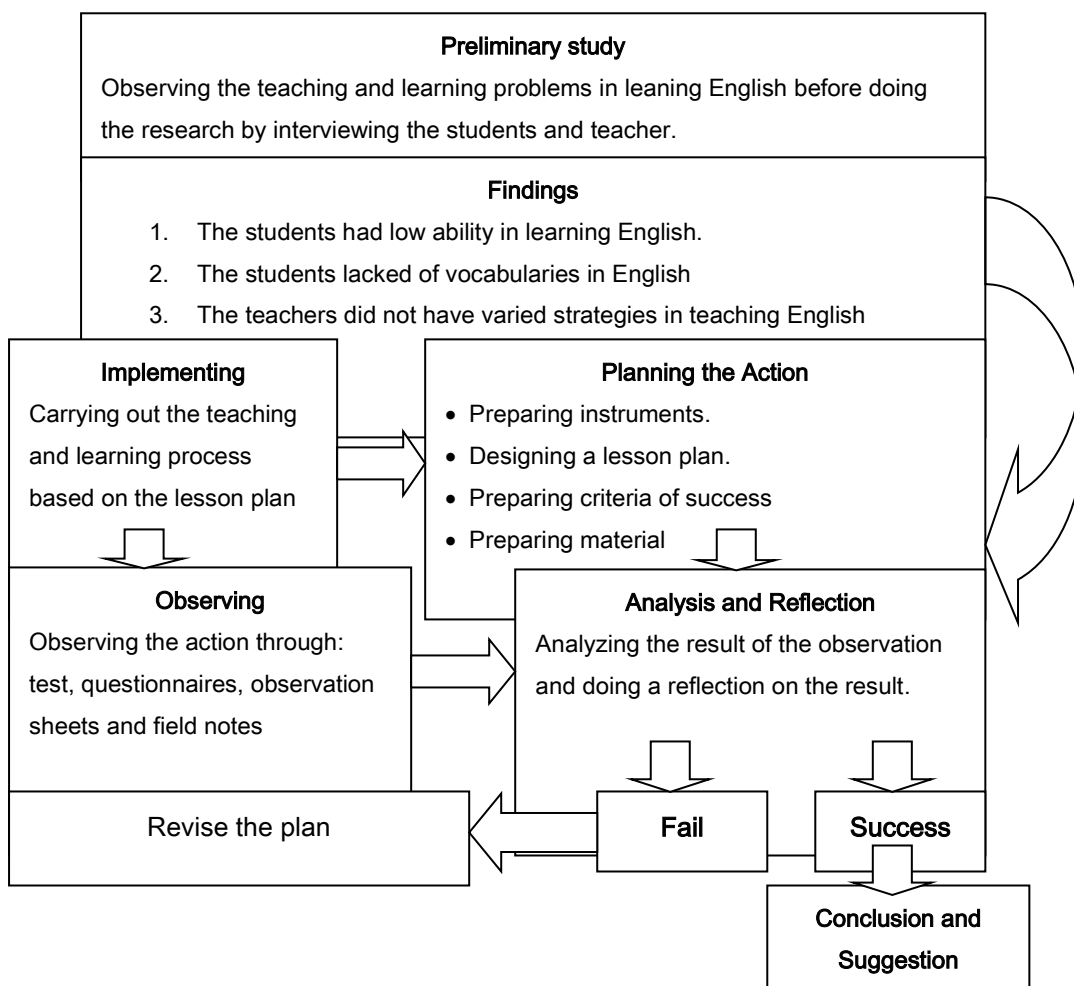 Preliminary study
Observing the teaching and learning problems in leaning English before doing
the research by interviewing the students and teacher.
Findings
1. The students had low ability in learning English.
2. The students lacked of vocabularies in English
3. The teachers did not have varied strategies in teaching English
Implementing
Carrying out the teaching
and learning process
based on the lesson plan
Planning the Action
• Preparing instruments.
• Designing a lesson plan.
• Preparing criteria of success
• Preparing material
Observing
Observing the action through:
test, questionnaires, observation
sheets and field notes
Analysis and Reflection
Analyzing the result of the observation
and doing a reflection on the result.
Revise the plan
Fail
Success
Conclusion and
Suggestion